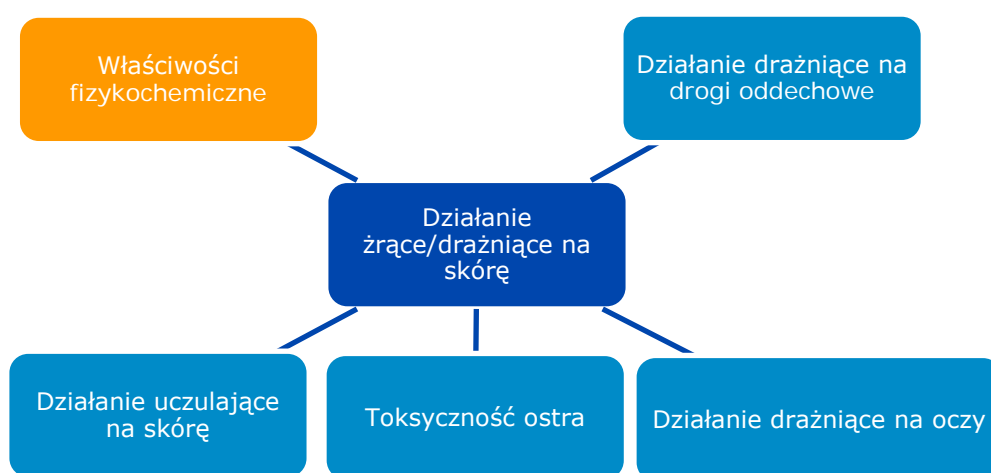 Właściwości
fizykochemiczne
Działanie drażniące na
drogi oddechowe
Działanie
żrące/drażniące na
skórę
Działanie uczulające
na skórę
Toksyczność ostra
Działanie drażniące na oczy